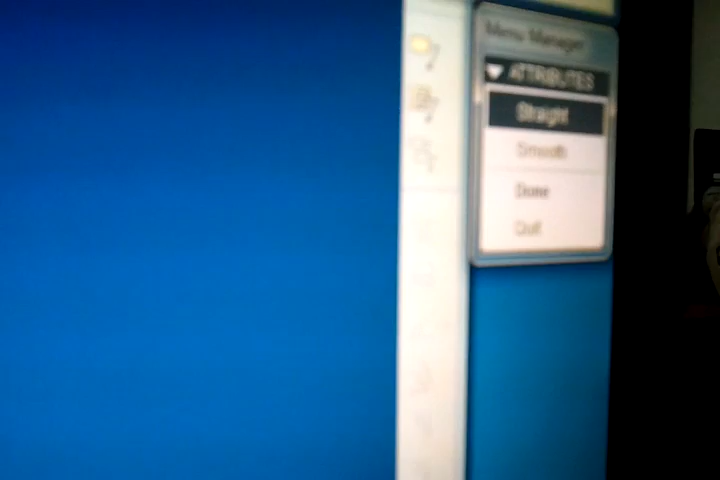 Menu Manager
ATTRIBUTES
Straight
Smooth
Done
Quit